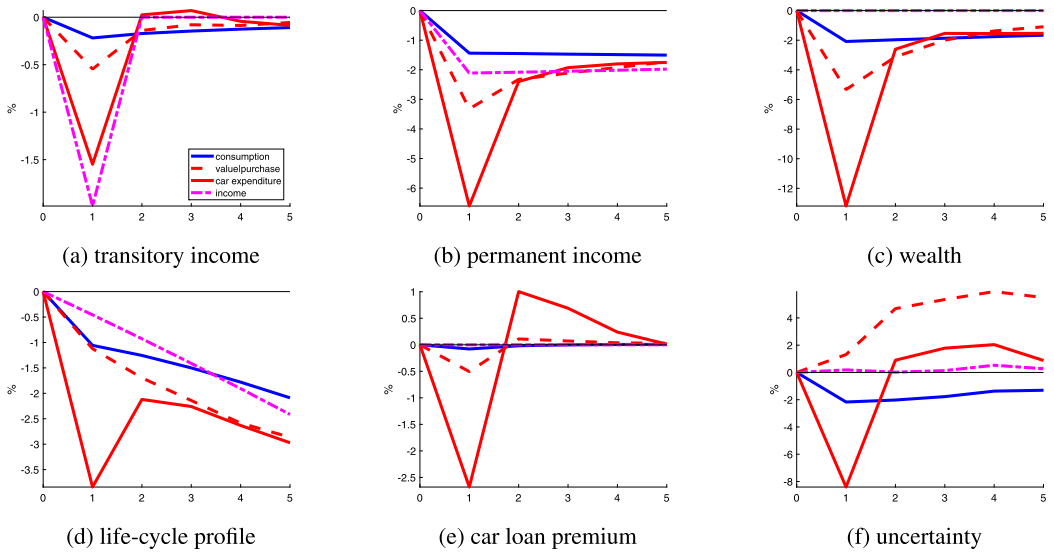 0
-0.5
-1
-1.5
%
consumption
value|purchase
car expenditure
income
0 1 2 3 4 5
(a) transitory income
0
-1
-2
-3
-4
-5
-6
%
0 1 2 3 4 5
(b) permanent income
0
-2
-4
-6
-8
-10
-12
%
0 1 2 3 4 5
(c) wealth
0
-0.5
-1
-1.5
-2
-2.5
-3
-3.5
%
0 1 2 3 4 5
(d) life-cycle profile
1
0.5
0
-0.5
-1
-1.5
-2
-2.5
%
0 1 2 3 4 5
(e) car loan premium
4
2
0
-2
-4
-6
-8
%
0 1 2 3 4 5
(f) uncertainty